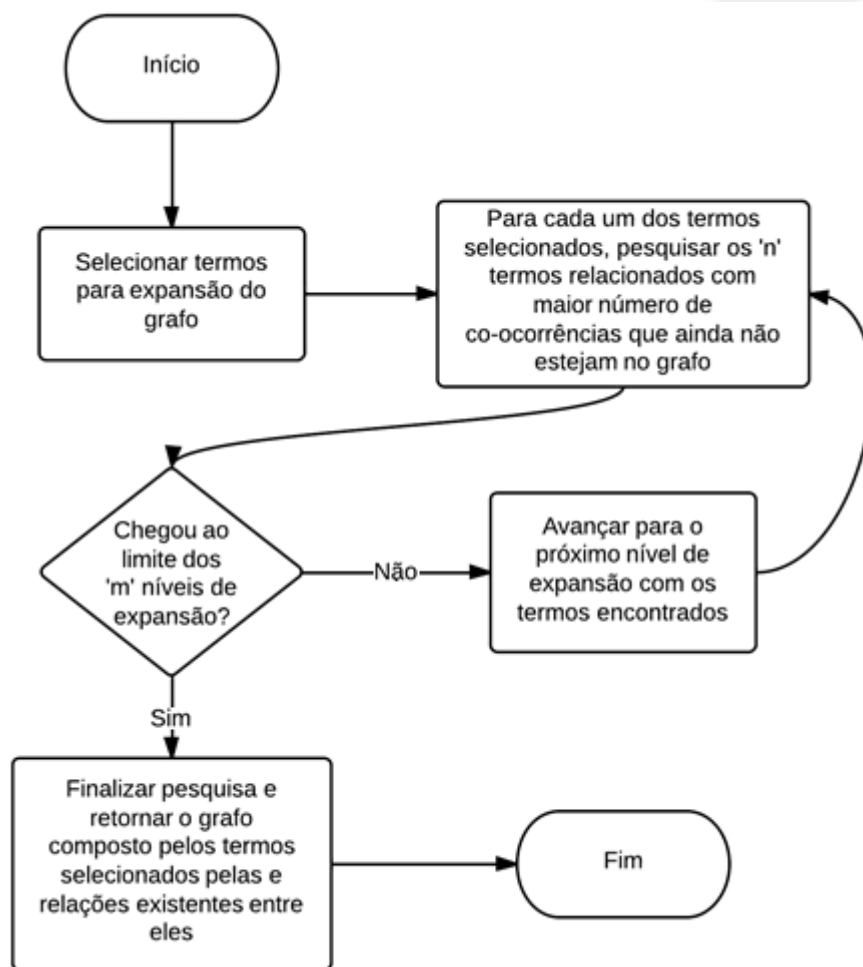 Início
Selecionar termos
para expansão do
grafo
Para cada um dos termos
selecionados, pesquisar os 'n'
termos relacionados com
maior número de
co-ocorrências que ainda não
estejam no grafo
Chegou ao
limite dos
'm' níveis de
expansão?
Não
Avançar para o
próximo nível de
expansão com os
termos encontrados
Sim
Finalizar pesquisa e
retornar o grafo
composto pelos termos
selecionados pelas e
relações existentes entre
eles
Fim